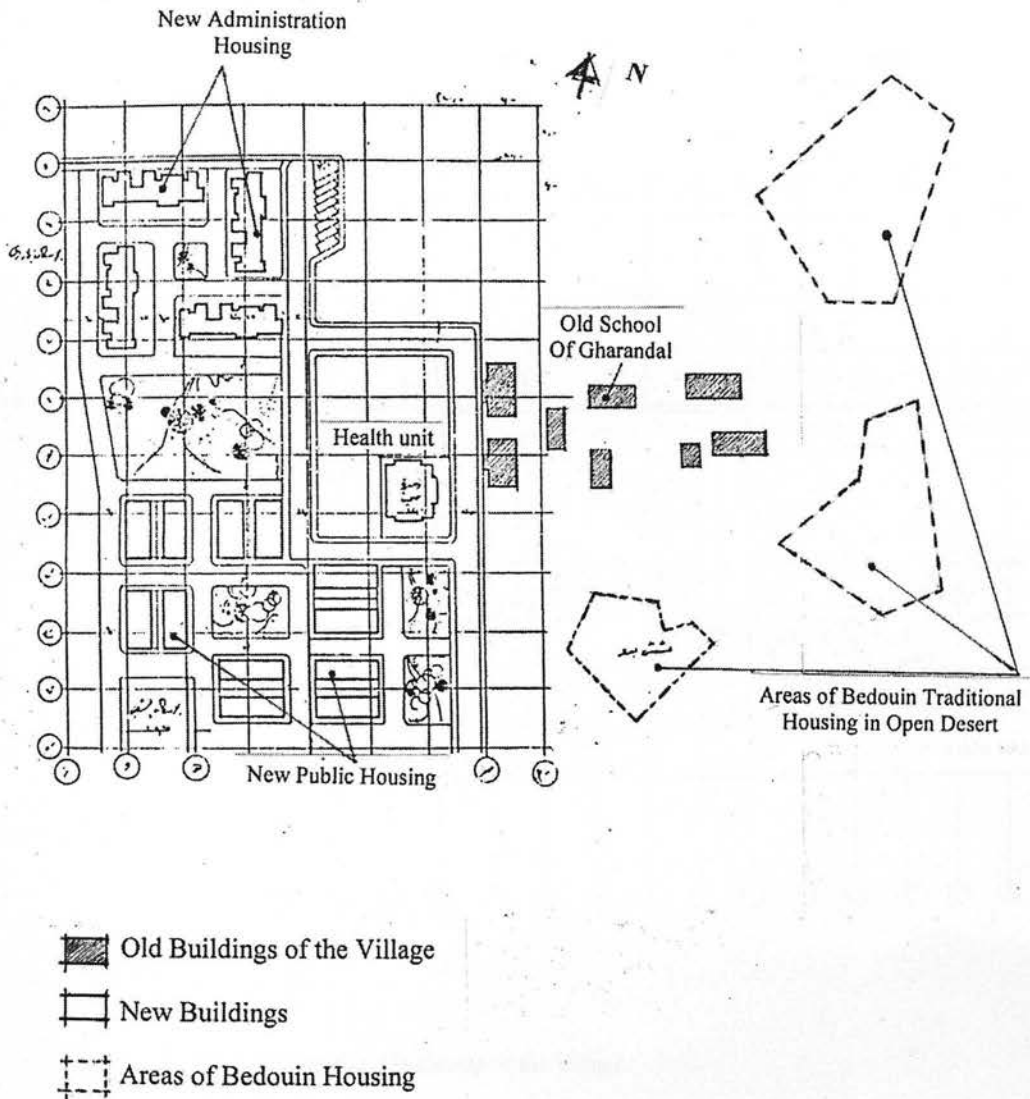 New Administration
Housing
N
Old School
Of Gharandal
Health unit
Areas of Bedouin Traditional
Housing in Open Desert
New Public Housing
Old Buildings of the Village
New Buildings
Areas of Bedouin Housing